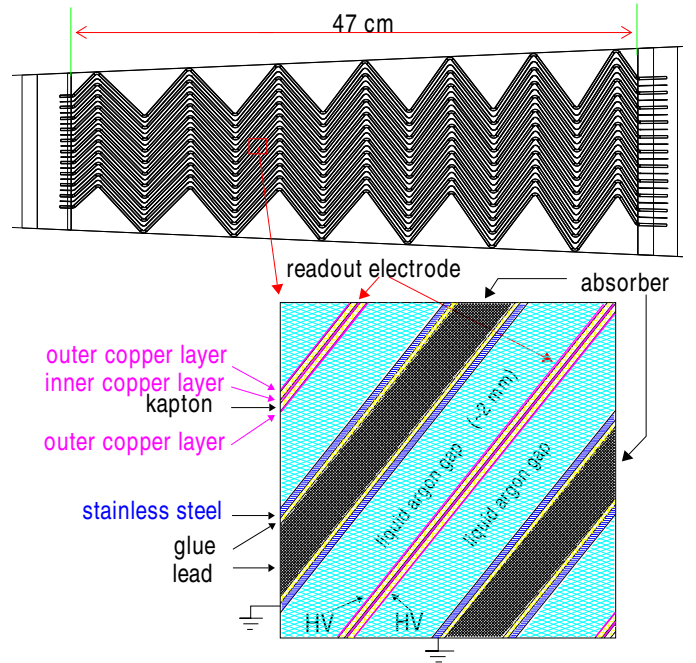 47 cm
readout electrode
absorber
outer copper layer
inner copper layer
kapton
outer copper layer
(~2 mm)
liquid argon gap
liquid argon gap
stainless steel
glue
lead
HV
HV